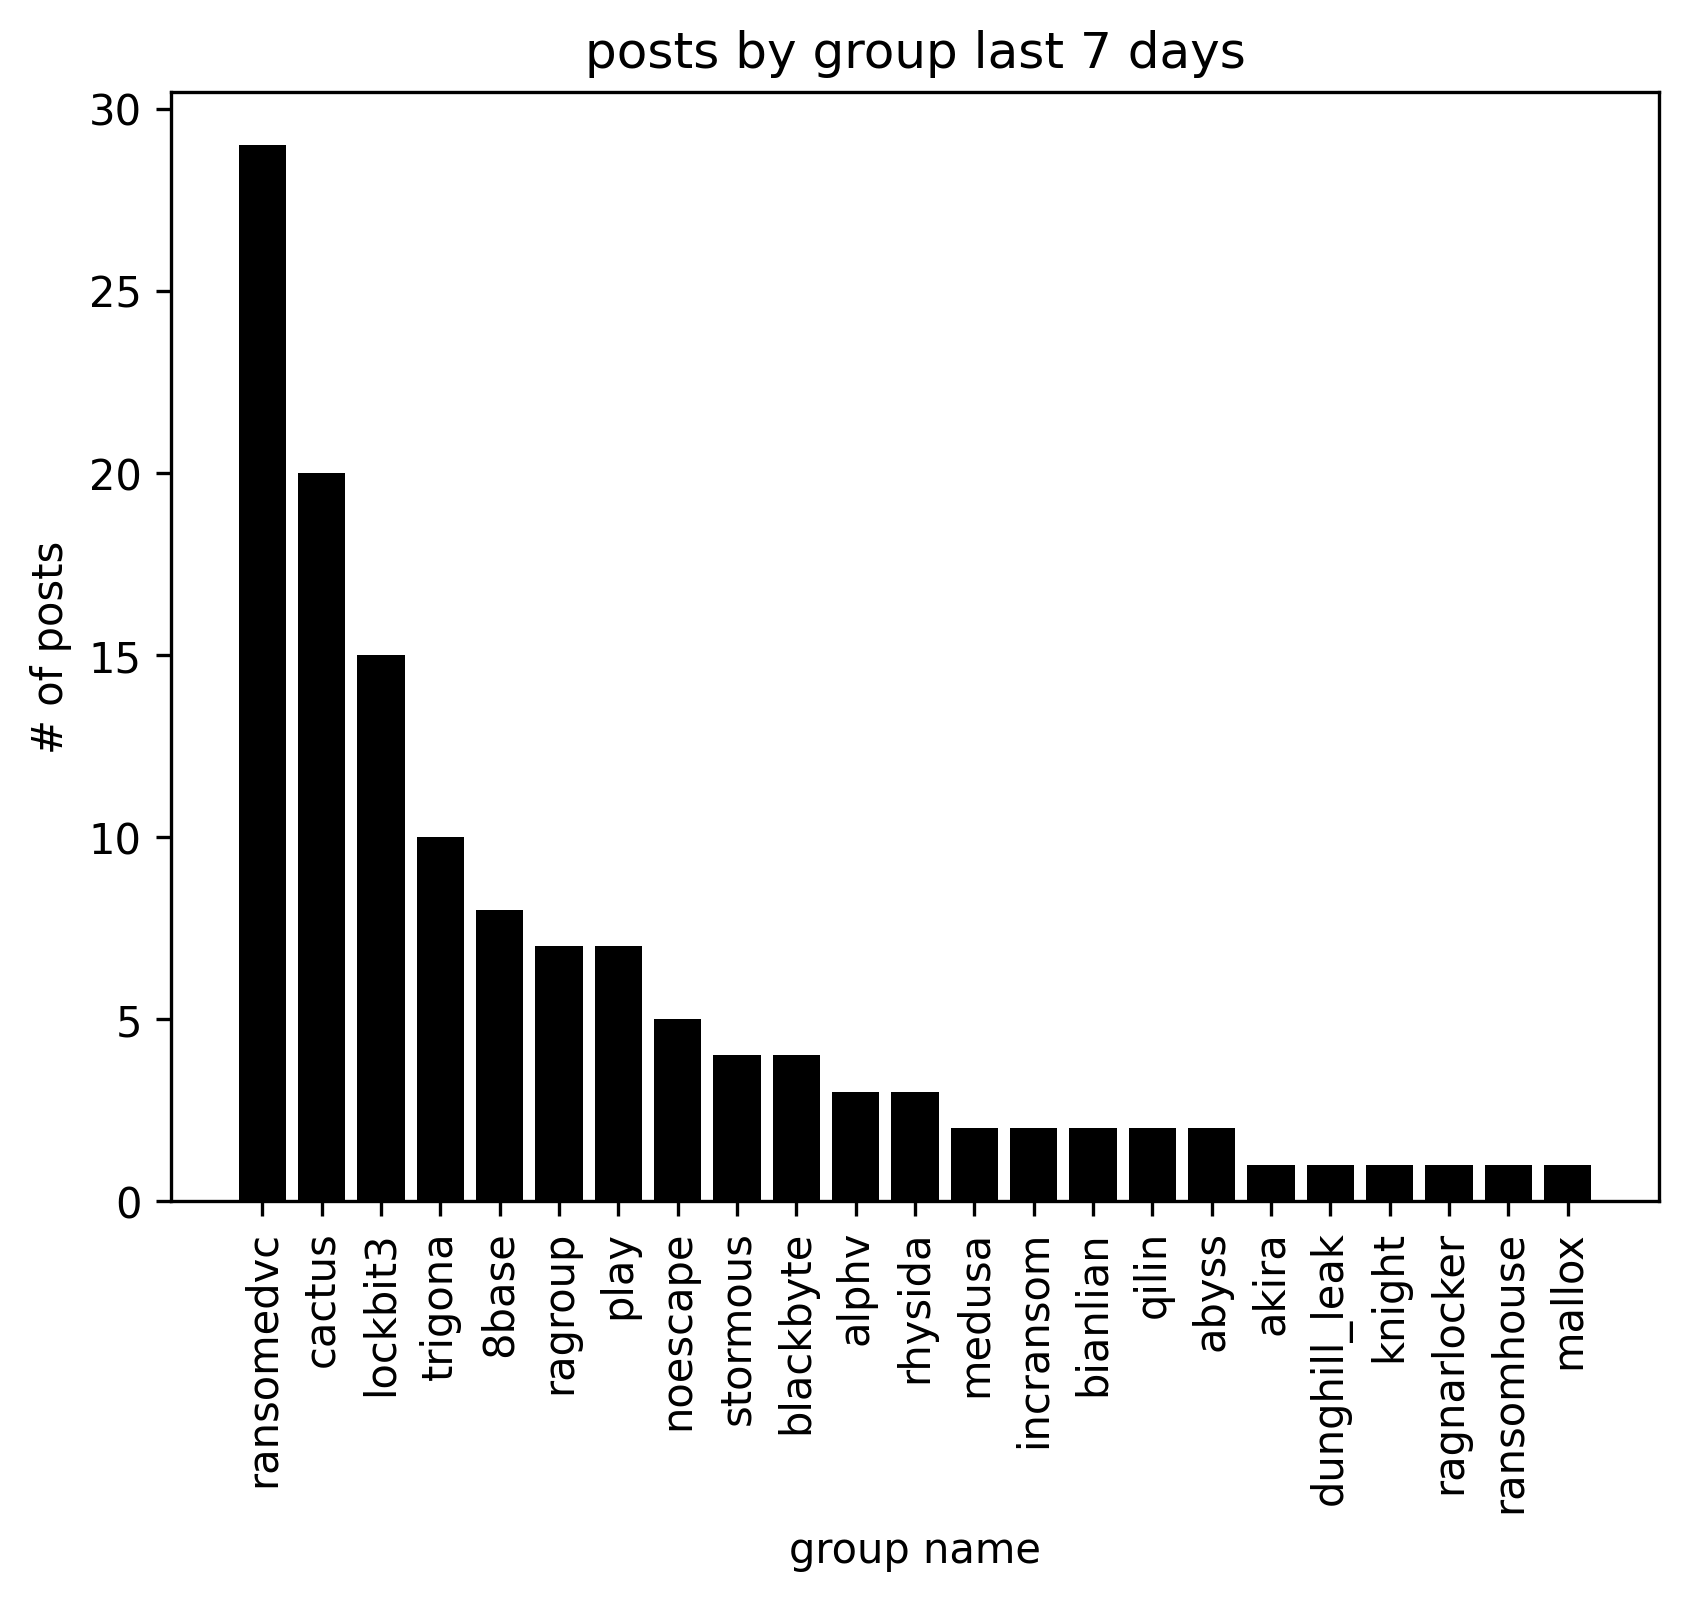 posts by group last 7 days
30
25
20
15
10
5
0
# of posts
ransomedvc
cactus
lockbit3
trigona
8base
ragroup
play
noescape
stormous
blackbyte
alphv
rhysida
medusa
incransom
bianlian
qilin
abyss
akira
dunghill_leak
knight
ragnarlocker
ransomhouse
mallox
group name